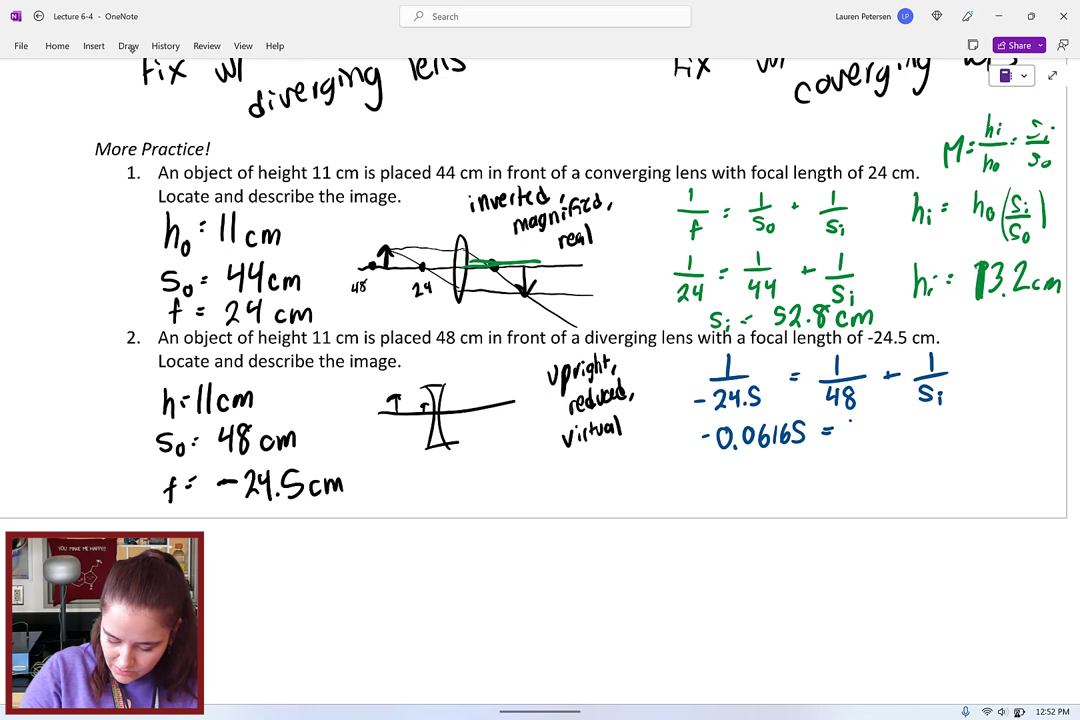 Lecture 6-4 - OneNote
Search
Lauren Petersen LP
File Home Insert Draw History Review View Help
Share
fix w/ diverging lens
fix w/ coverging lens
More Practice!
1. An object of height 11 cm is placed 44 cm in front of a converging lens with focal length of 24 cm.
Locate and describe the image.
h₀ = 11 cm
s₀ = 44 cm
f = 24 cm
48 24
inverted,
magnified,
real
1/f = 1/s₀ + 1/sᵢ
1/24 = 1/44 + 1/sᵢ
sᵢ = 52.8 cm
M = hᵢ/h₀ = sᵢ/s₀
hᵢ = h₀(sᵢ/s₀)
hᵢ = 13.2 cm
2. An object of height 11 cm is placed 48 cm in front of a diverging lens with a focal length of -24.5 cm.
Locate and describe the image.
h = 11 cm
s₀ = 48 cm
f = -24.5 cm
upright,
reduced,
virtual
1/-24.5 = 1/48 + 1/sᵢ
-0.06165 =
YOU MAKE ME HAPPY!
12:52 PM